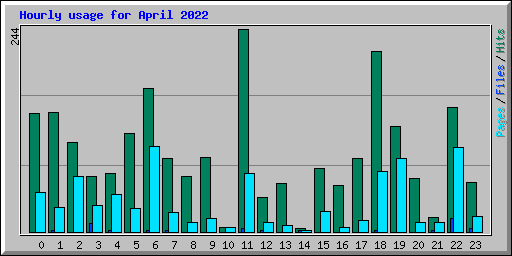 Hourly usage for April 2022
244
Pages/Files/Hits
0 1 2 3 4 5 6 7 8 9 10 11 12 13 14 15 16 17 18 19 20 21 22 23